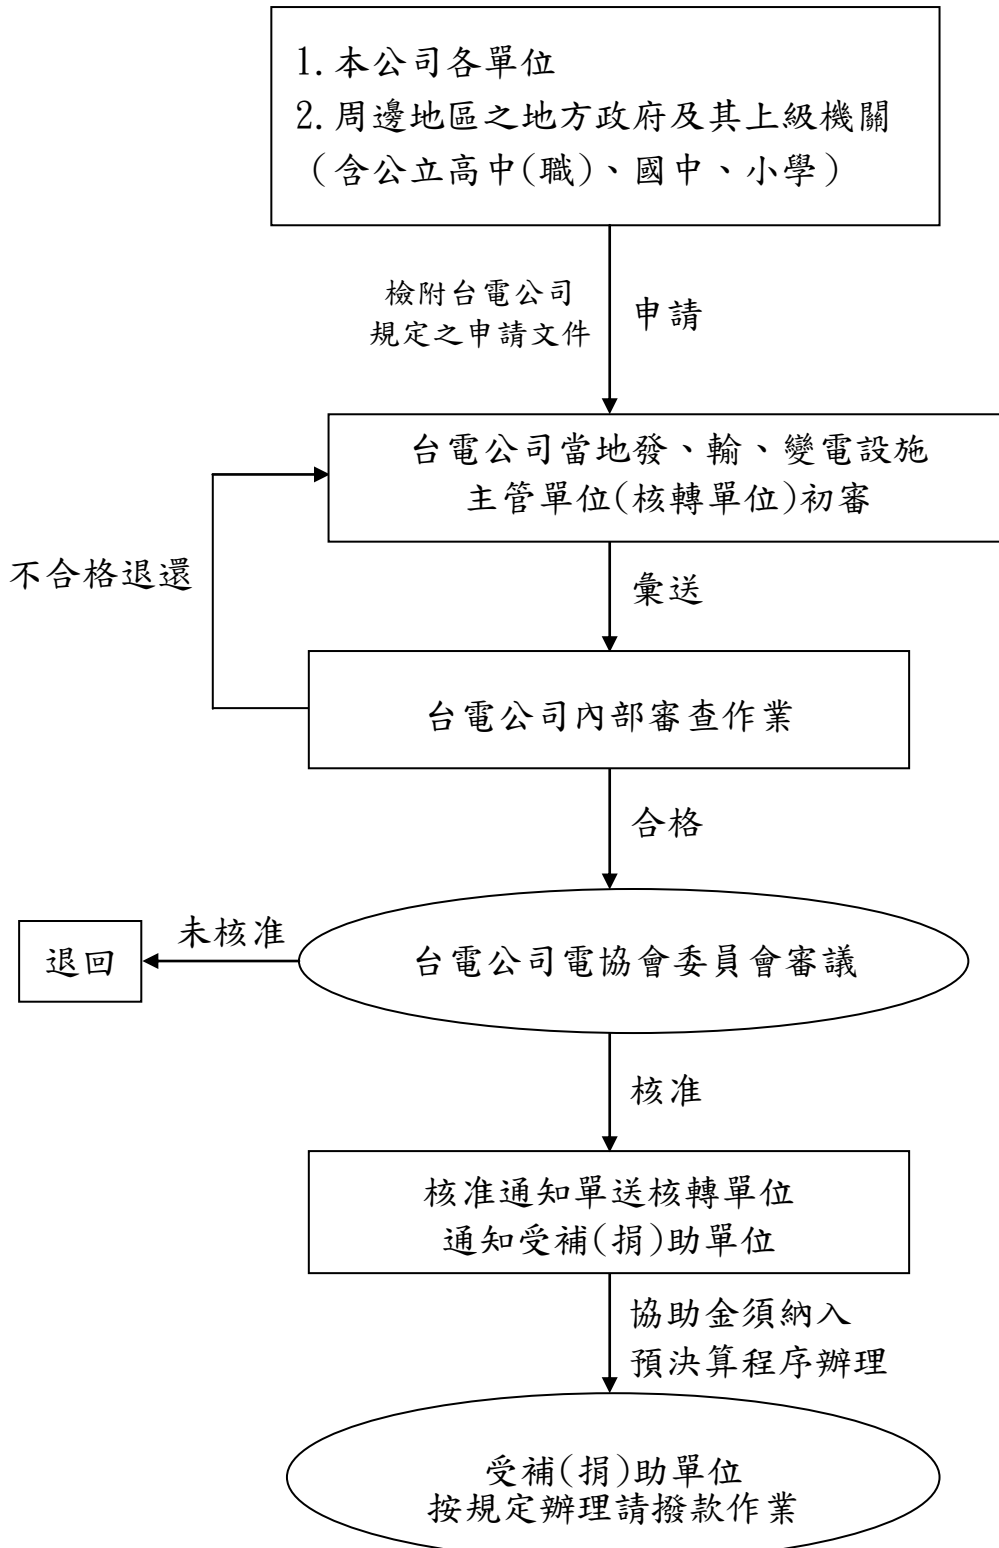 1. 本公司各單位
2. 周邊地區之地方政府及其上級機關
（含公立高中(職)、國中、小學）
檢附台電公司
規定之申請文件
申請
台電公司當地發、輸、變電設施
主管單位(核轉單位)初審
不合格退還
彙送
台電公司內部審查作業
合格
未核准
退回
台電公司電協會委員會審議
核准
核准通知單送核轉單位
通知受補(捐)助單位
協助金須納入
預決算程序辦理
受補(捐)助單位
按規定辦理請撥款作業